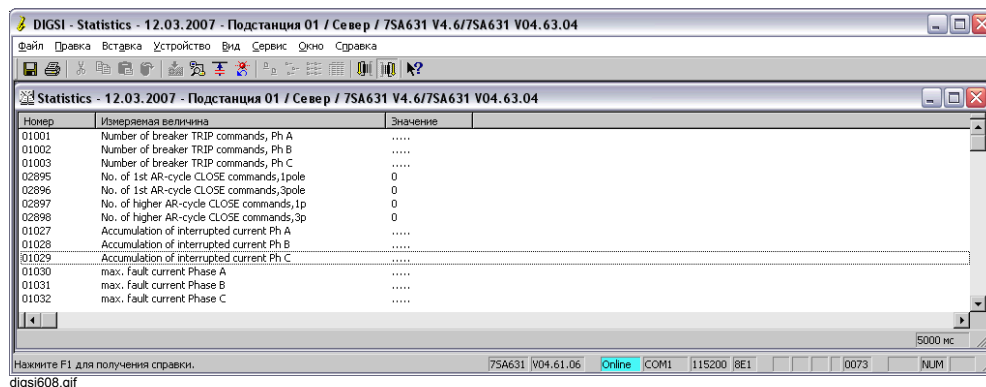 DIGSI - Statistics - 12.03.2007 - Подстанция 01 / Север / 7SA631 V4.6/7SA631 V04.63.04
Файл Правка Вставка Устройство Вид Сервис Окно Справка
Statistics - 12.03.2007 - Подстанция 01 / Север / 7SA631 V4.6/7SA631 V04.63.04
Номер Измеряемая величина Значение
01001 Number of breaker TRIP commands, Ph A .....
01002 Number of breaker TRIP commands, Ph B .....
01003 Number of breaker TRIP commands, Ph C .....
02895 No. of 1st AR-cycle CLOSE commands,1pole 0
02896 No. of 1st AR-cycle CLOSE commands,3pole 0
02897 No. of higher AR-cycle CLOSE commands,1p 0
02898 No. of higher AR-cycle CLOSE commands,3p 0
01027 Accumulation of interrupted current Ph A .....
01028 Accumulation of interrupted current Ph B .....
01029 Accumulation of interrupted current Ph C .....
01030 max. fault current Phase A .....
01031 max. fault current Phase B .....
01032 max. fault current Phase C .....
5000 мс
Нажмите F1 для получения справки. 7SA631 V04.61.06 Online COM1 115200 8E1 0073 NUM
digsi608.gif